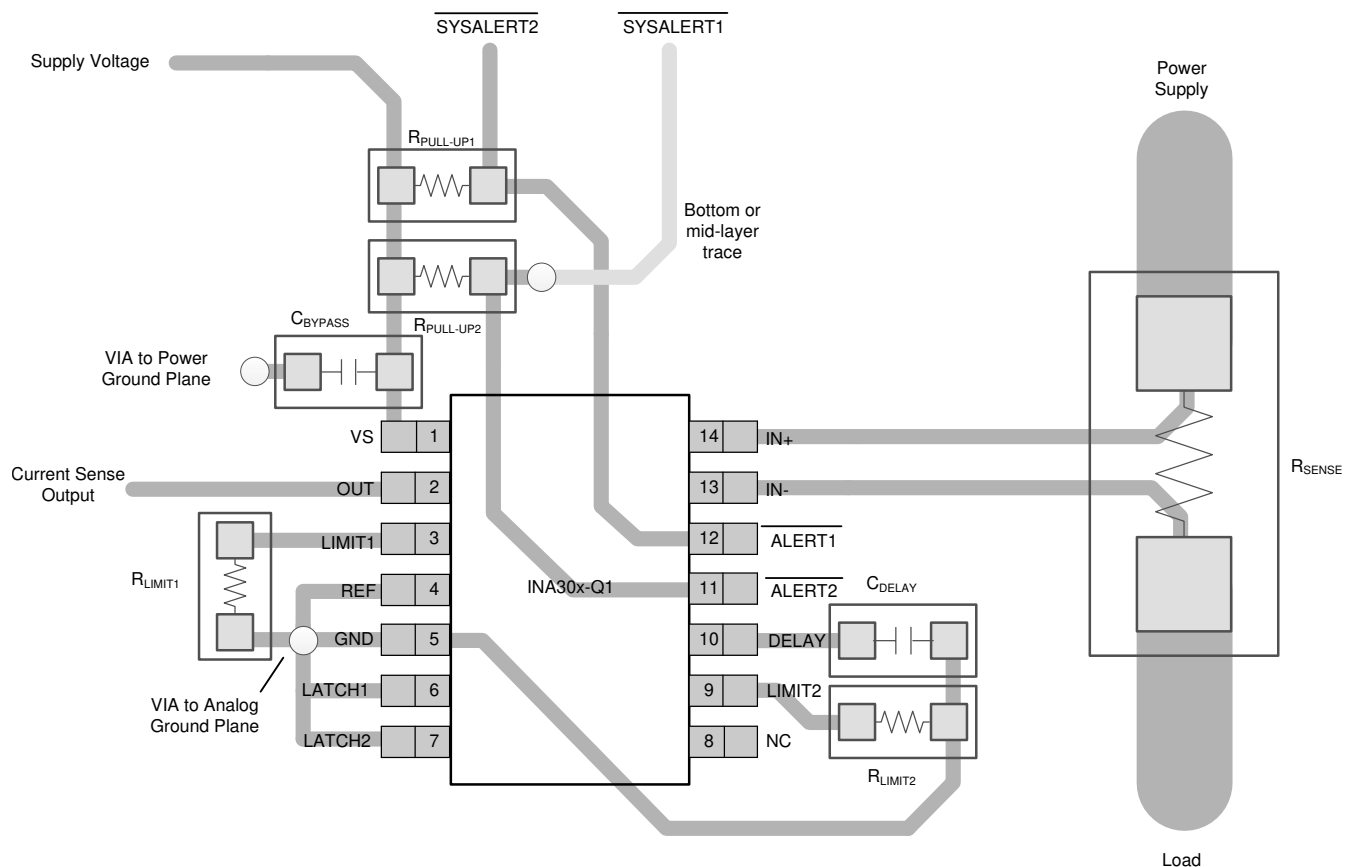 SYSALERT2
SYSALERT1
Supply Voltage
Power
Supply
RPULL-UP1
Bottom or
mid-layer
trace
CBYPASS
RPULL-UP2
VIA to Power
Ground Plane
VS
1
14
IN+
Current Sense
Output
OUT
2
13
IN-
RSENSE
LIMIT1
3
12
ALERT1
RLIMIT1
REF
4
INA30x-Q1
11
ALERT2
CDELAY
GND
5
10
DELAY
LATCH1
6
9
LIMIT2
VIA to Analog
Ground Plane
LATCH2
7
8
NC
RLIMIT2
Load